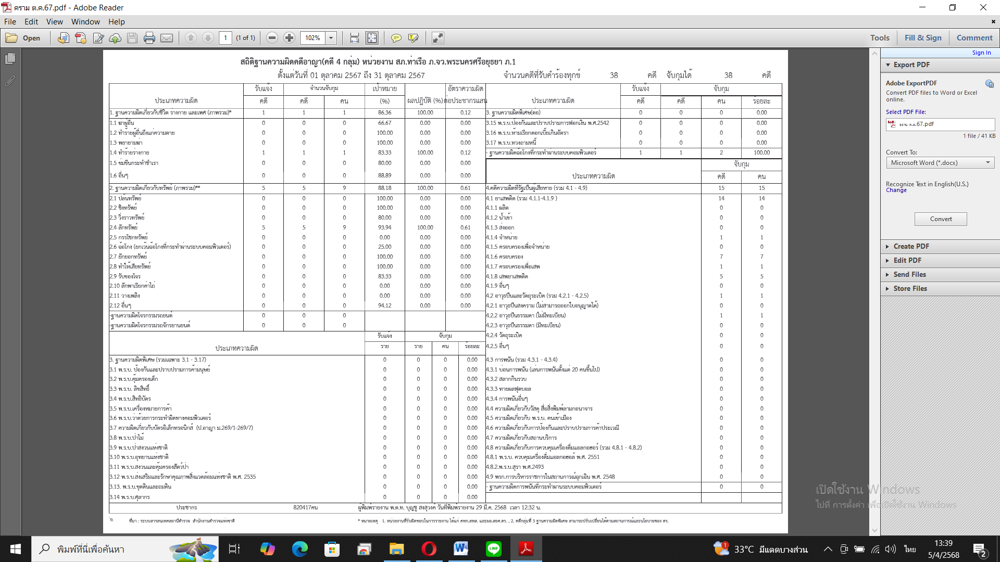 คราม ต.ค.67.pdf - Adobe Reader
File Edit View Window Help
Open 1 (1 of 1) 102% Tools Fill & Sign Comment
สถิติฐานความผิดคดีอาญา(คดี 4 กลุ่ม) หน่วยงาน สภ.ท่าเรือ ภ.จว.พระนครศรีอยุธยา ภ.1
ตั้งแต่วันที่ 01 ตุลาคม 2567 ถึง 31 ตุลาคม 2567 จำนวนคดีที่รับคำร้องทุกข์ 38 คดี จับกุมได้ 38 คดี
ประเภทความผิด รับแจ้ง จำนวนจับกุม เป้าหมาย ผลปฏิบัติ (%) อัตราความผิด
คดี คดี คน (%) ต่อประชากรแสน
1. ฐานความผิดเกี่ยวกับชีวิต ร่างกาย และเพศ (ภาพรวม)* 1 1 1 86.36 100.00 0.12
1.1 ฆ่าผู้อื่น 0 0 0 66.67 0.00 0.00
1.2 ทำร้ายผู้อื่นถึงแก่ความตาย 0 0 0 100.00 0.00 0.00
1.3 พยายามฆ่า 0 0 0 100.00 0.00 0.00
1.4 ทำร้ายร่างกาย 1 1 1 83.33 100.00 0.12
1.5 ข่มขืนกระทำชำเรา 0 0 0 80.00 0.00 0.00
1.6 อื่นๆ 0 0 0 88.89 0.00 0.00
2. ฐานความผิดเกี่ยวกับทรัพย์ (ภาพรวม)** 5 5 9 88.18 100.00 0.61
2.1 ปล้นทรัพย์ 0 0 0 100.00 0.00 0.00
2.2 ชิงทรัพย์ 0 0 0 100.00 0.00 0.00
2.3 วิ่งราวทรัพย์ 0 0 0 80.00 0.00 0.00
2.4 ลักทรัพย์ 5 5 9 93.94 100.00 0.61
2.5 กรรโชกทรัพย์ 0 0 0 0.00 0.00 0.00
2.6 ฉ้อโกง (ยกเว้นฉ้อโกงที่กระทำผ่านระบบคอมพิวเตอร์) 0 0 0 25.00 0.00 0.00
2.7 ยักยอกทรัพย์ 0 0 0 100.00 0.00 0.00
2.8 ทำให้เสียทรัพย์ 0 0 0 100.00 0.00 0.00
2.9 รับของโจร 0 0 0 83.33 0.00 0.00
2.10 ลักพาเรียกค่าไถ่ 0 0 0 0.00 0.00 0.00
2.11 วางเพลิง 0 0 0 0.00 0.00 0.00
2.12 อื่นๆ 0 0 0 94.12 0.00 0.00
-ฐานความผิดโจรกรรมรถยนต์ 0 0 0
-ฐานความผิดโจรกรรมรถจักรยานยนต์ 0 0 0
ประเภทความผิด รับแจ้ง จับกุม
ราย ราย คน ร้อยละ
3. ฐานความผิดพิเศษ (รวมเฉพาะ 3.1 - 3.17) 0 0 0 0.00
3.1 พ.ร.บ. ป้องกันและปราบปรามการค้ามนุษย์ 0 0 0 0.00
3.2 พ.ร.บ.คุ้มครองเด็ก 0 0 0 0.00
3.3 พ.ร.บ. ลิขสิทธิ์ 0 0 0 0.00
3.4 พ.ร.บ.สิทธิบัตร 0 0 0 0.00
3.5 พ.ร.บ.เครื่องหมายการค้า 0 0 0 0.00
3.6 พ.ร.บ.ว่าด้วยการกระทำผิดทางคอมพิวเตอร์ 0 0 0 0.00
3.7 ความผิดเกี่ยวกับบัตรอิเล็กทรอนิกส์ (ป.อาญา ม.269/1-269/7) 0 0 0 0.00
3.8 พ.ร.บ.ป่าไม้ 0 0 0 0.00
3.9 พ.ร.บ.ป่าสงวนแห่งชาติ 0 0 0 0.00
3.10 พ.ร.บ.อุทยานแห่งชาติ 0 0 0 0.00
3.11 พ.ร.บ.สงวนและคุ้มครองสัตว์ป่า 0 0 0 0.00
3.12 พ.ร.บ.ส่งเสริมและรักษาคุณภาพสิ่งแวดล้อมแห่งชาติ พ.ศ. 2535 0 0 0 0.00
3.13. พ.ร.บ.ขุดดินและถมดิน 0 0 0 0.00
3.14 พ.ร.บ.ศุลากร 0 0 0 0.00
ประเภทความผิด รับแจ้ง จับกุม
คดี คดี คน ร้อยละ
3. ฐานความผิดพิเศษ(ต่อ) 0 0 0 0.00
3.15 พ.ร.บ.ป้องกันและปราบปรามการฟอกเงิน พ.ศ.2542 0 0 0 0.00
3.16 พ.ร.บ.ห้ามเรียกดอกเบี้ยเกินอัตรา 0 0 0 0.00
3.17 พ.ร.บ.ทวงถามหนี้ 0 0 0 0.00
- ฐานความผิดฉ้อโกงที่กระทำผ่านระบบคอมพิวเตอร์ 1 1 2 100.00
ประเภทความผิด จับกุม
คดี คน
4.คดีความผิดที่รัฐเป็นผู้เสียหาย (รวม 4.1 - 4.9) 15 15
4.1 ยาเสพติด (รวม 4.1.1-4.1.9 ) 14 14
4.1.1 ผลิต 0 0
4.1.2 น้ำเข้า 0 0
4.1.3 ส่งออก 0 0
4.1.4 จำหน่าย 1 1
4.1.5 ครอบครองเพื่อจำหน่าย 0 0
4.1.6 ครอบครอง 7 7
4.1.7 ครอบครองเพื่อเสพ 1 1
4.1.8 เสพยาเสพติด 5 5
4.1.9 อื่นๆ 0 0
4.2 อาวุธปืนและวัตถุระเบิด (รวม 4.2.1 - 4.2.5) 1 1
4.2.1 อาวุธปืนสงคราม (ไม่สามารถออกใบอนุญาตได้) 0 0
4.2.2 อาวุธปืนธรรมดา (ไม่มีทะเบียน) 1 1
4.2.3 อาวุธปืนธรรมดา (มีทะเบียน) 0 0
4.2.4 วัตถุระเบิด 0 0
4.2.5 อื่นๆ 0 0
4.3 การพนัน (รวม 4.3.1 - 4.3.4) 0 0
4.3.1 บ่อนการพนัน (เล่นการพนันตั้งแต่ 20 คนขึ้นไป) 0 0
4.3.2 สลากกินรวบ 0 0
4.3.3 ทายผลฟุตบอล 0 0
4.3.4 การพนันอื่นๆ 0 0
4.4 ความผิดเกี่ยวกับวัสดุ สื่อสิ่งพิมพ์ลามกอนาจาร 0 0
4.5 ความผิดเกี่ยวกับ พ.ร.บ. คนเข้าเมือง 0 0
4.6 ความผิดเกี่ยวกับการป้องกันและปราบปรามการค้าประเวณี 0 0
4.7 ความผิดเกี่ยวกับสถานบริการ 0 0
4.8 ความผิดเกี่ยวกับการควบคุมเครื่องดื่มแอลกอฮอร์ (รวม 4.8.1 - 4.8.2) 0 0
4.8.1 พ.ร.บ. ควบคุมเครื่องดื่มแอลกอฮอล์ พ.ศ. 2551 0 0
4.8.2.พ.ร.บ.สุรา พ.ศ.2493 0 0
4.9 พรก.การบริหารราชการในสถานการณ์ฉุกเฉิน พ.ศ. 2548 0 0
- ฐานความผิดการพนันที่กระทำผ่านระบบคอมพิวเตอร์ 0 0
ประชากร 820417คน ผู้พิมพ์รายงาน พ.ต.ท. บุญชู สงสุวงค์ วันที่พิมพ์รายงาน 29 มี.ค. 2568 เวลา 12:32 น.
ที่มา : ระบบสารสนเทศสถานีตำรวจ สำนักงานตำรวจแห่งชาติ * หมายเหตุ 1. หน่วยงานที่รับผิดชอบในการรายงาน ได้แก่ ศทก.สทส. และผอ.สยศ.ตร. , 2. คดีกลุ่มที่ 3 ฐานความผิดพิเศษ สามารถปรับเปลี่ยนได้ตามสถานการณ์และนโยบายของ ตร.
Sign In
Export PDF
Adobe ExportPDF
Convert PDF files to Word or Excel
online.
Select PDF File:
คราม ต.ค.67.pdf
1 file / 41 KB
Convert To:
Microsoft Word (*.docx)
Recognize Text in English(U.S.)
Change
Convert
Create PDF
Edit PDF
Send Files
Store Files
เปิดใช้งาน Windows
ไปที่ การตั้งค่า เพื่อเปิดใช้งาน Windows
พิมพ์ที่นี่เพื่อค้นหา LINE 1 33°C มีแดดบางส่วน ไทย 13:39
5/4/2568 2